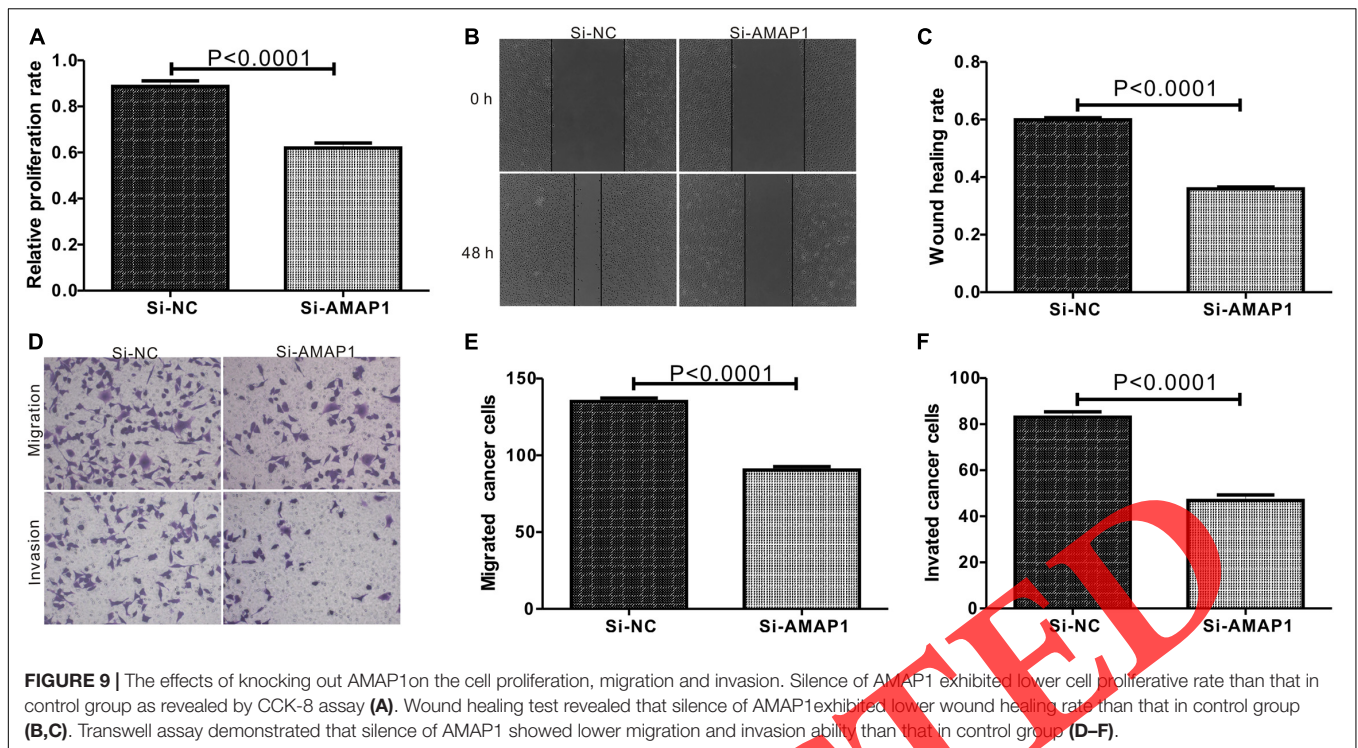 A
P<0.0001
Relative proliferation rate
1.0
0.8
0.6
0.4
0.2
0.0
Si-NC
Si-AMAP1
B
Si-NC
Si-AMAP1
0 h
48 h
C
P<0.0001
Wound healing rate
0.8
0.6
0.4
0.2
0.0
Si-NC
Si-AMAP1
D
Si-NC
Si-AMAP1
Migration
Invasion
E
P<0.0001
Migrated cancer cells
150
100
50
0
Si-NC
Si-AMAP1
F
P<0.0001
Invated cancer cells
100
80
60
40
20
0
Si-NC
Si-AMAP1
FIGURE 9 | The effects of knocking out AMAP1on the cell proliferation, migration and invasion. Silence of AMAP1 exhibited lower cell proliferative rate than that in
control group as revealed by CCK-8 assay (A). Wound healing test revealed that silence of AMAP1exhibited lower wound healing rate than that in control group
(B,C). Transwell assay demonstrated that silence of AMAP1 showed lower migration and invasion ability than that in control group (D–F).
TED